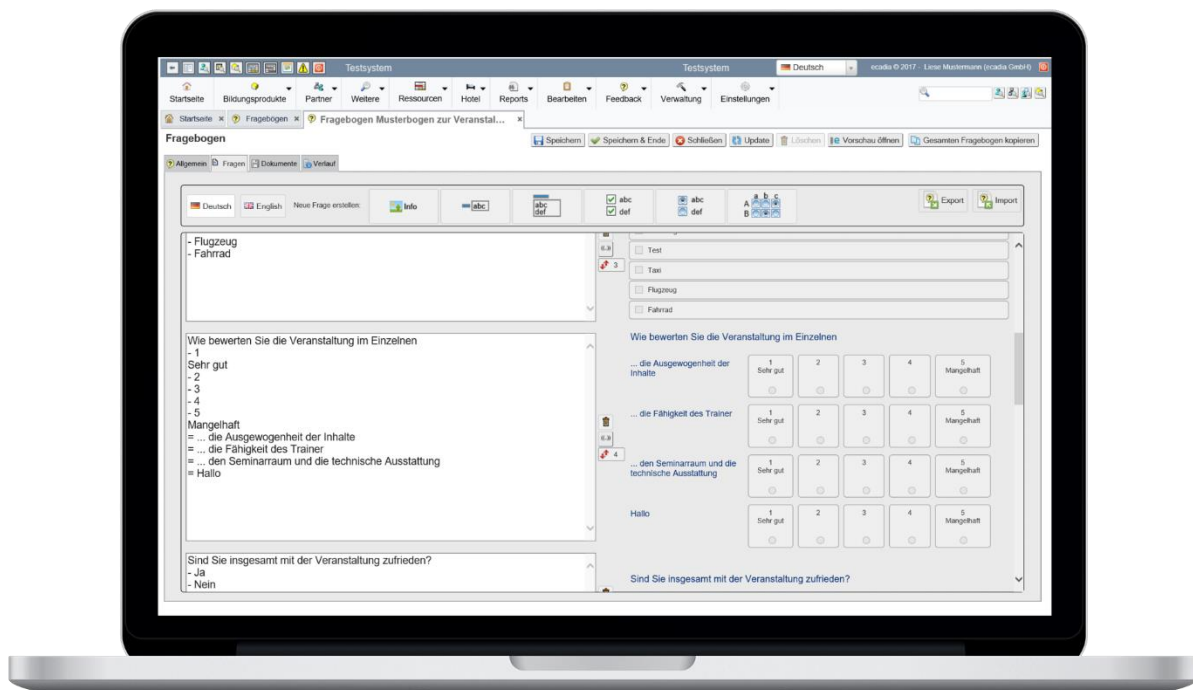 Testsystem
Testsystem
Deutsch
ecadia © 2017 - Liese Mustermann (ecadia GmbH)
Startseite
Bildungsprodukte
Partner
Weitere
Ressourcen
Hotel
Reports
Bearbeiten
Feedback
Verwaltung
Einstellungen
Startseite
Fragebögen
Fragebogen Musterbogen zur Veranstal...
Fragebogen
Speichern
Speichern & Ende
Schließen
Update
Löschen
Vorschau öffnen
Gesamten Fragebogen kopieren
Allgemein
Fragen
Dokumente
Verlauf
Deutsch
English
Neue Frage erstellen:
Info
abc
abc
def
abc
def
abc
def
a b c
A
B
Export
Import
- Flugzeug
- Fahrrad
3
Test
Taxi
Flugzeug
Fahrrad
Wie bewerten Sie die Veranstaltung im Einzelnen
- 1
Sehr gut
- 2
- 3
- 4
- 5
Mangelhaft
= ... die Ausgewogenheit der Inhalte
= ... die Fähigkeit des Trainer
= ... den Seminarraum und die technische Ausstattung
= Hallo
4
Wie bewerten Sie die Veranstaltung im Einzelnen
... die Ausgewogenheit der
Inhalte
1
Sehr gut
2
3
4
5
Mangelhaft
... die Fähigkeit des Trainer
1
Sehr gut
2
3
4
5
Mangelhaft
... den Seminarraum und die
technische Ausstattung
1
Sehr gut
2
3
4
5
Mangelhaft
Hallo
1
Sehr gut
2
3
4
5
Mangelhaft
Sind Sie insgesamt mit der Veranstaltung zufrieden?
- Ja
- Nein
Sind Sie insgesamt mit der Veranstaltung zufrieden?